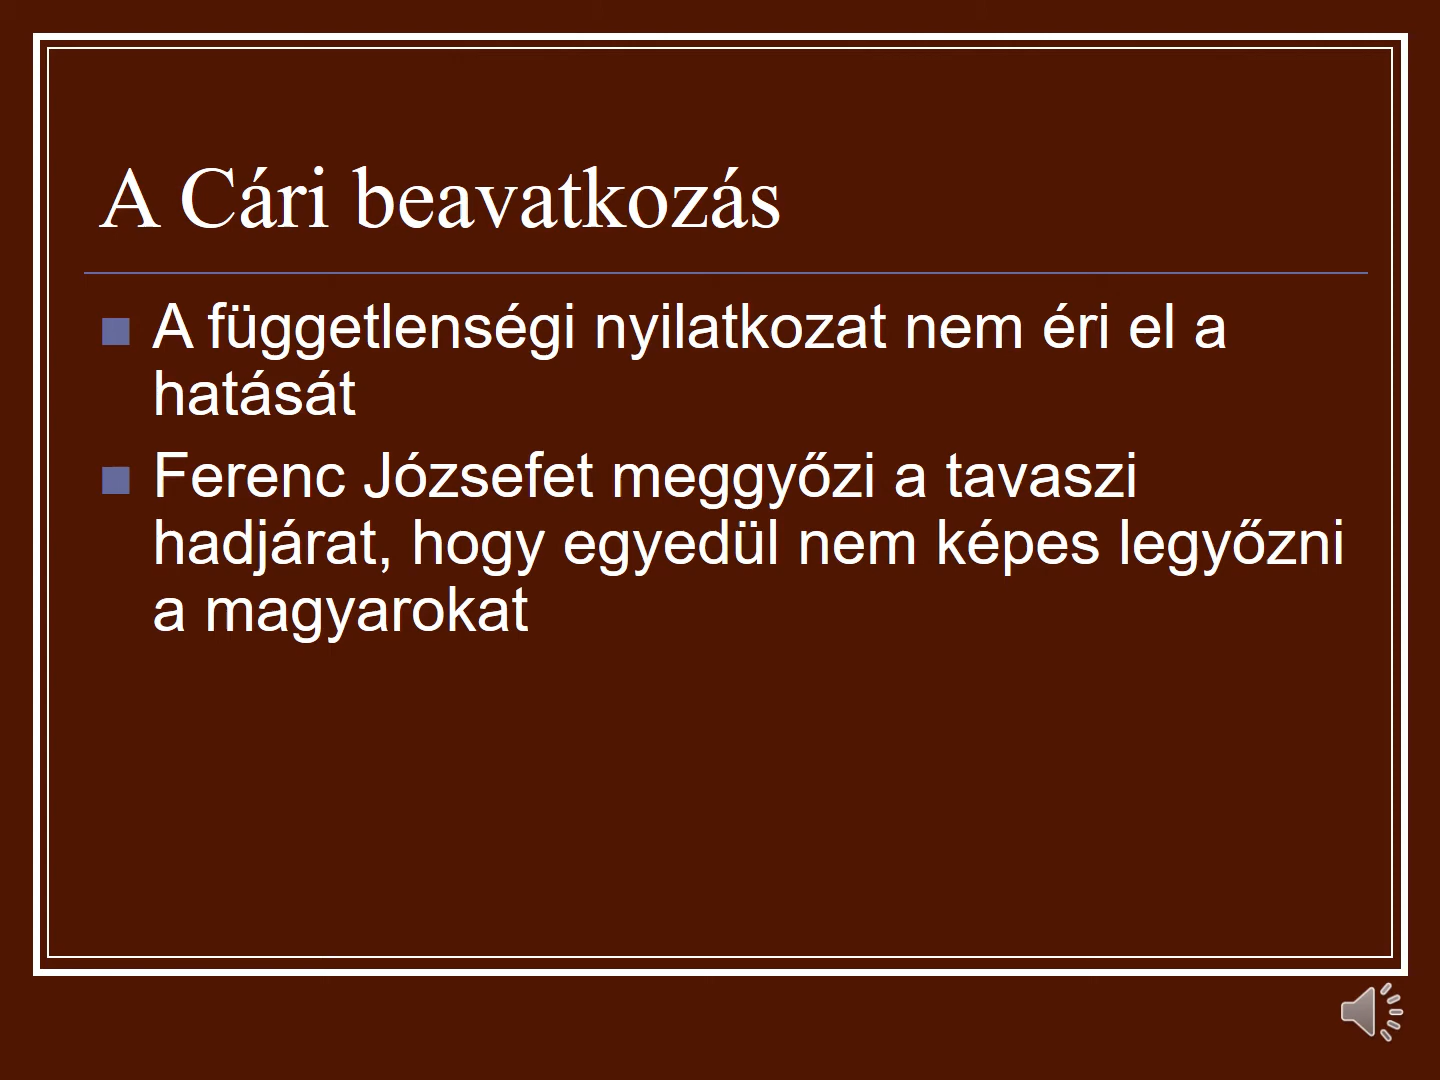 A Cári beavatkozás
A függetlenségi nyilatkozat nem éri el a
hatását
Ferenc Józsefet meggyőzi a tavaszi
hadjárat, hogy egyedül nem képes legyőzni
a magyarokat